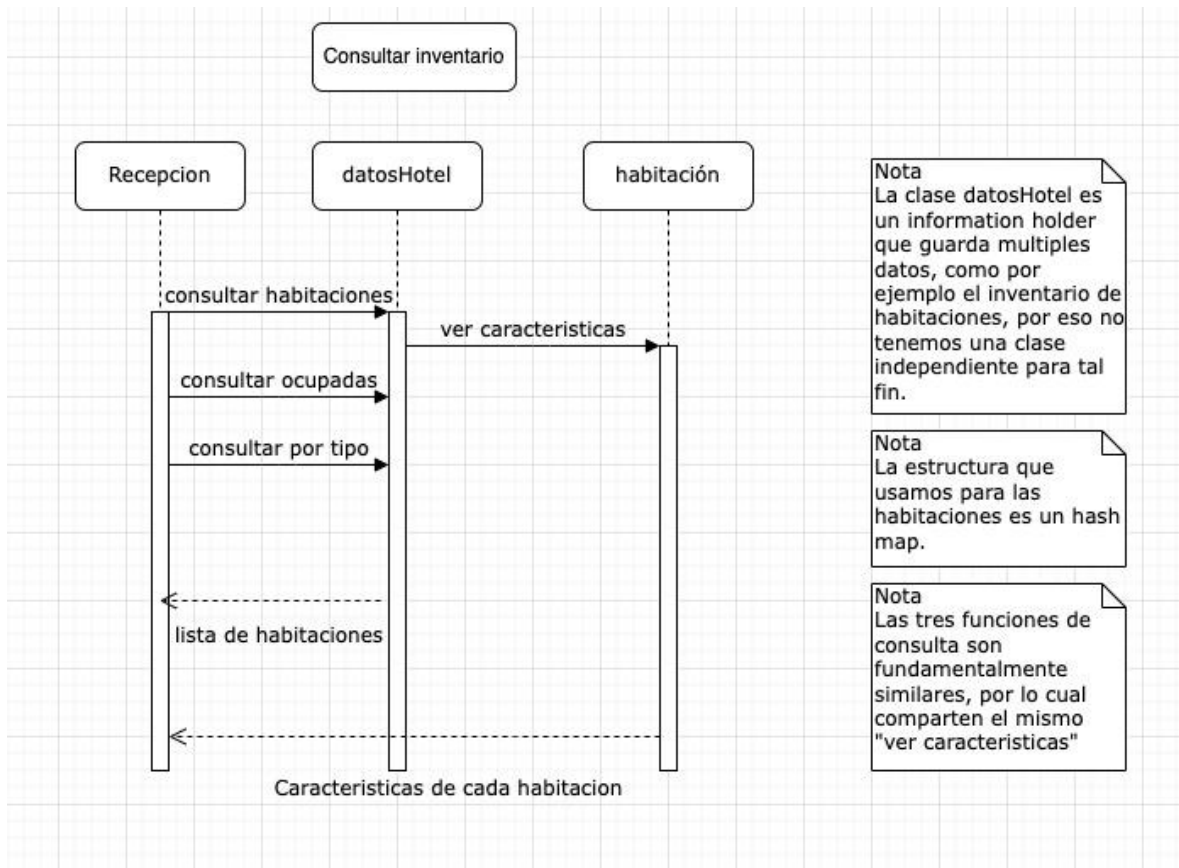 Consultar inventario
Recepcion
datosHotel
habitación
consultar habitaciones
ver caracteristicas
consultar ocupadas
consultar por tipo
lista de habitaciones
Caracteristicas de cada habitacion
Nota
La clase datosHotel es
un information holder
que guarda multiples
datos, como por
ejemplo el inventario de
habitaciones, por eso no
tenemos una clase
independiente para tal
fin.
Nota
La estructura que
usamos para las
habitaciones es un hash
map.
Nota
Las tres funciones de
consulta son
fundamentalmente
similares, por lo cual
comparten el mismo
"ver caracteristicas"